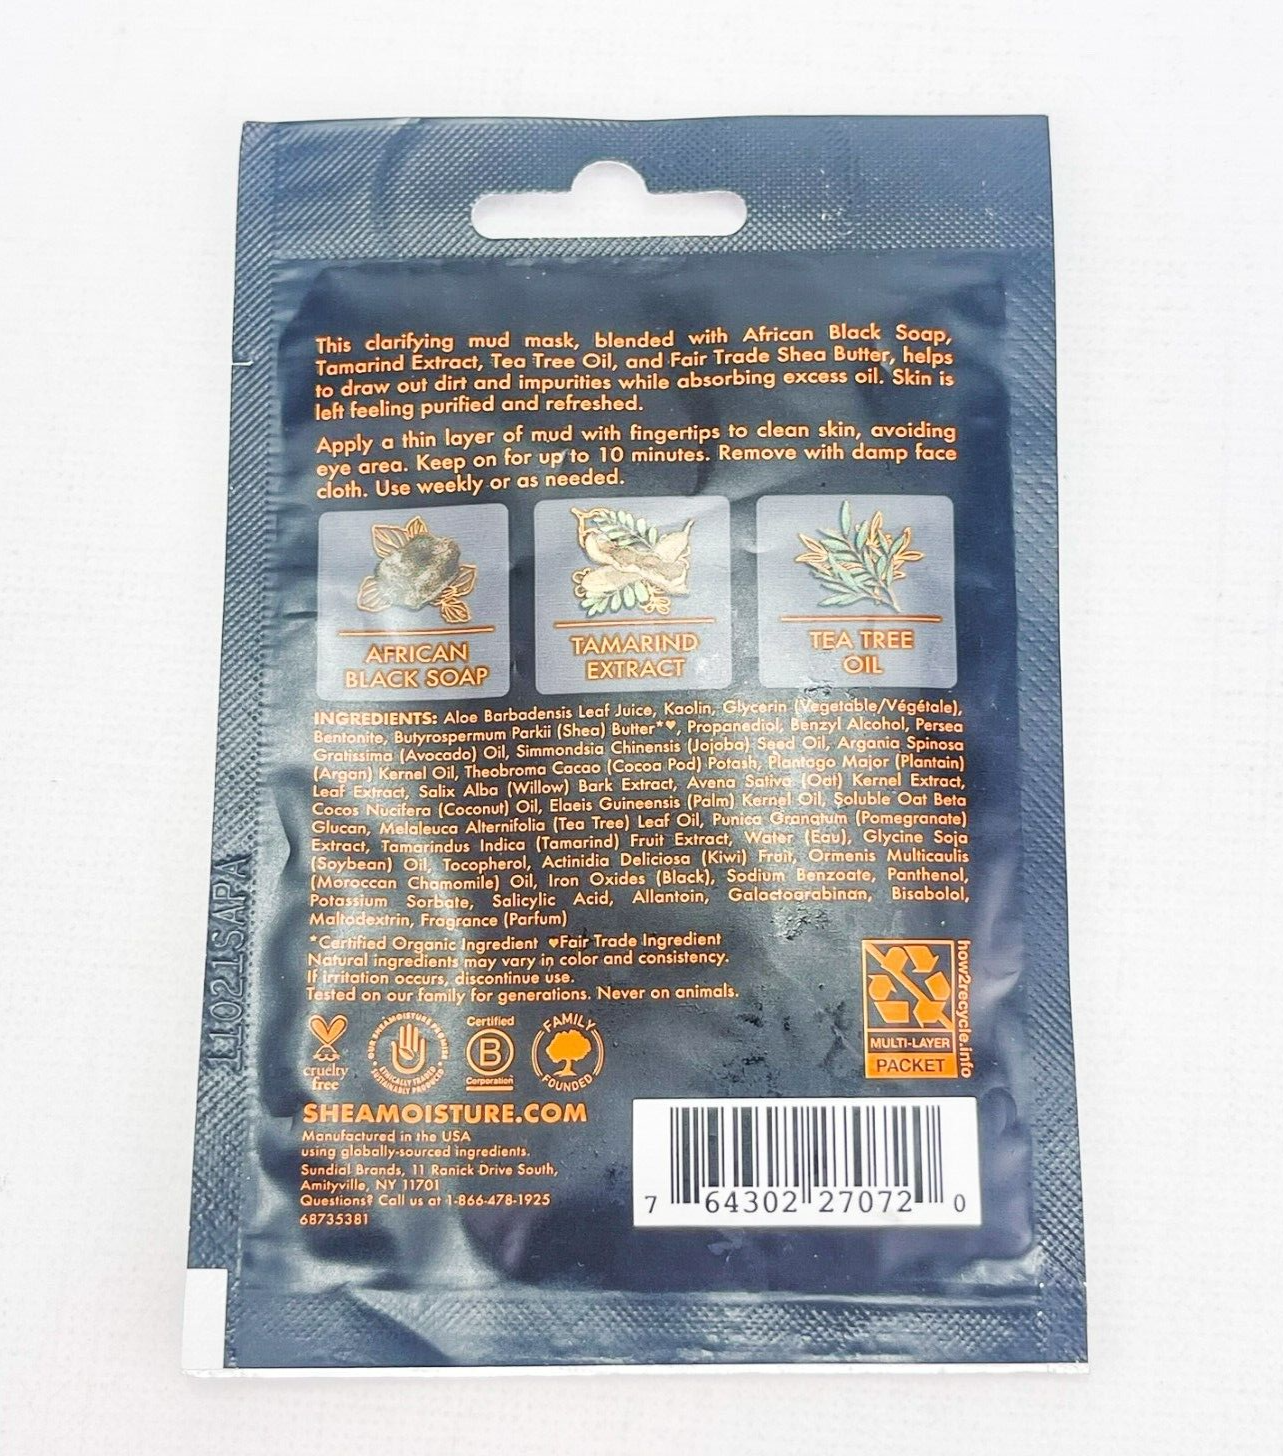 This clarifying mud mask, blended with African Black Soap,
Tamarind Extract, Tea Tree Oil, and Fair Trade Shea Butter, helps
to draw out dirt and impurities while absorbing excess oil. Skin is
left feeling purified and refreshed.
Apply a thin layer of mud with fingertips to clean skin, avoiding
eye area. Keep on for up to 10 minutes. Remove with damp face
cloth. Use weekly or as needed.
AFRICAN
BLACK SOAP
TAMARIND
EXTRACT
TEA TREE
OIL
INGREDIENTS: Aloe Barbadensis Leaf Juice, Kaolin, Glycerin (Vegetable/Végétale),
Bentonite, Butyrospermum Parkii (Shea) Butter*♥, Propanediol, Benzyl Alcohol, Persea
Gratissima (Avocado) Oil, Simmondsia Chinensis (Jojoba) Seed Oil, Argania Spinosa
(Argan) Kernel Oil, Theobroma Cacao (Cocoa Pod) Potash, Plantago Major (Plantain)
Leaf Extract, Salix Alba (Willow) Bark Extract, Avena Sativa (Oat) Kernel Extract,
Cocos Nucifera (Coconut) Oil, Elaeis Guineensis (Palm) Kernel Oil, Soluble Oat Beta
Glucan, Melaleuca Alternifolia (Tea Tree) Leaf Oil, Punica Granatum (Pomegranate)
Extract, Tamarindus Indica (Tamarind) Fruit Extract, Water (Eau), Glycine Soja
(Soybean) Oil, Tocopherol, Actinidia Deliciosa (Kiwi) Fruit, Ormenis Multicaulis
(Moroccan Chamomile) Oil, Iron Oxides (Black), Sodium Benzoate, Panthenol,
Potassium Sorbate, Salicylic Acid, Allantoin, Galactoarabinan, Bisabolol,
Maltodextrin, Fragrance (Parfum)
*Certified Organic Ingredient ♥Fair Trade Ingredient
Natural ingredients may vary in color and consistency.
If irritation occurs, discontinue use.
Tested on our family for generations. Never on animals.
cruelty
free
OUR SHEAMOISTURE PROMISE
ETHICALLY TRADED
SUSTAINABLY PRODUCED
Certified
B
Corporation
FAMILY
FOUNDED
how2recycle.info
MULTI-LAYER
PACKET
SHEAMOISTURE.COM
Manufactured in the USA
using globally-sourced ingredients.
Sundial Brands, 11 Ranick Drive South,
Amityville, NY 11701
Questions? Call us at 1-866-478-1925
68735381
7 64302 27072 0